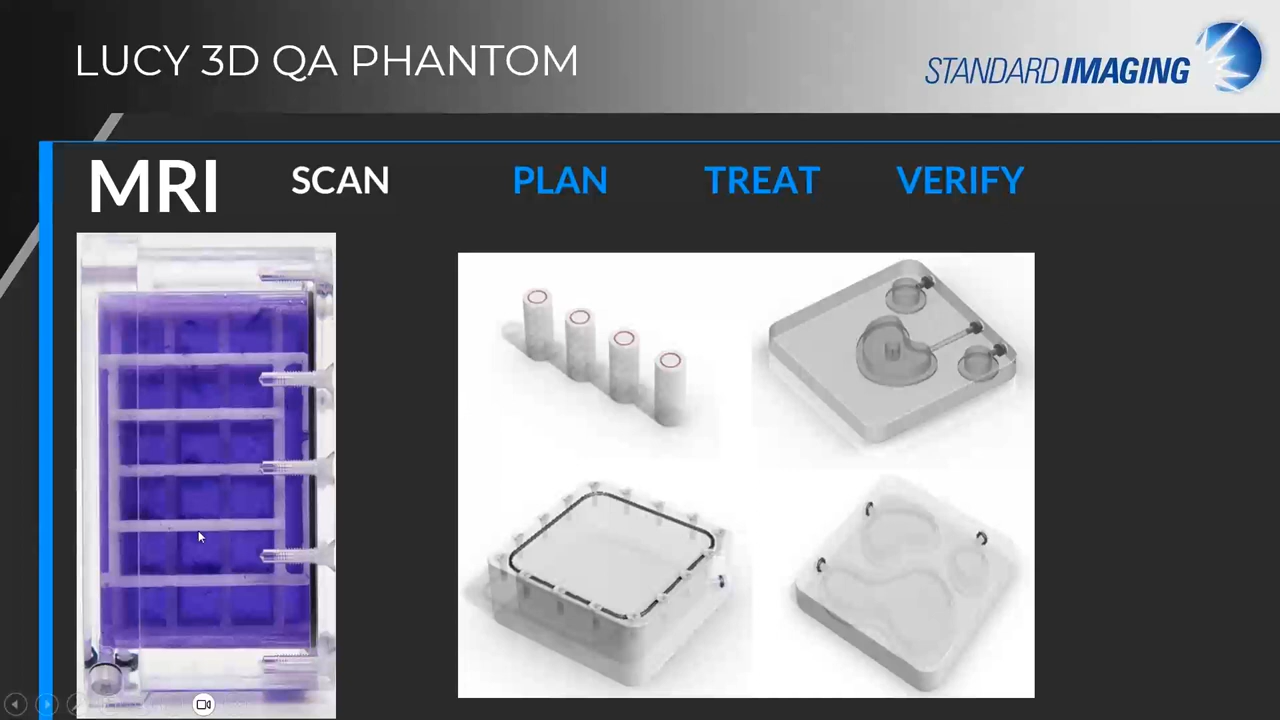 LUCY 3D QA PHANTOM
STANDARD IMAGING
MRI SCAN PLAN TREAT VERIFY